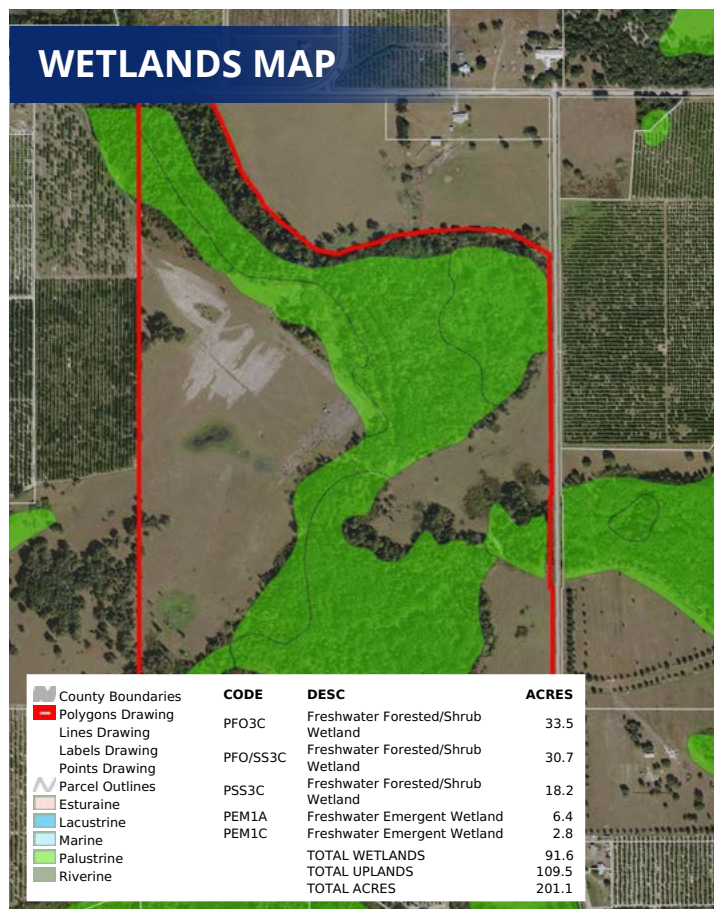 WETLANDS MAP
County Boundaries
Polygons Drawing
Lines Drawing
Labels Drawing
Points Drawing
Parcel Outlines
Esturaine
Lacustrine
Marine
Palustrine
Riverine
CODE DESC ACRES
PFO3C Freshwater Forested/Shrub Wetland 33.5
PFO/SS3C Freshwater Forested/Shrub Wetland 30.7
PSS3C Freshwater Forested/Shrub Wetland 18.2
PEM1A Freshwater Emergent Wetland 6.4
PEM1C Freshwater Emergent Wetland 2.8
TOTAL WETLANDS 91.6
TOTAL UPLANDS 109.5
TOTAL ACRES 201.1